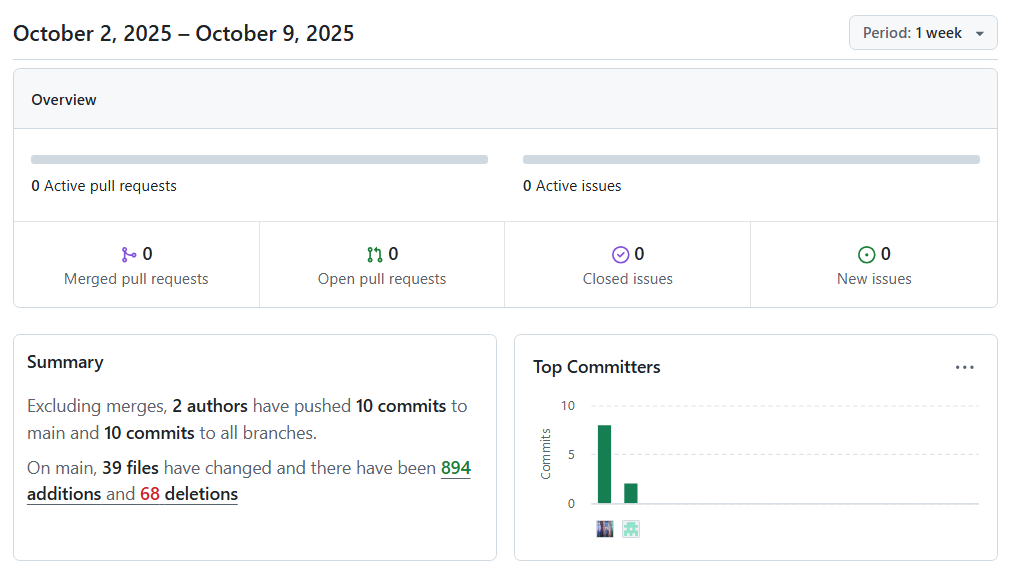 October 2, 2025 – October 9, 2025
Period: 1 week
Overview
0 Active pull requests
0 Active issues
0
Merged pull requests
0
Open pull requests
0
Closed issues
0
New issues
Summary
Excluding merges, 2 authors have pushed 10 commits to
main and 10 commits to all branches.
On main, 39 files have changed and there have been 894
additions and 68 deletions
Top Committers
Commits
10
5
0